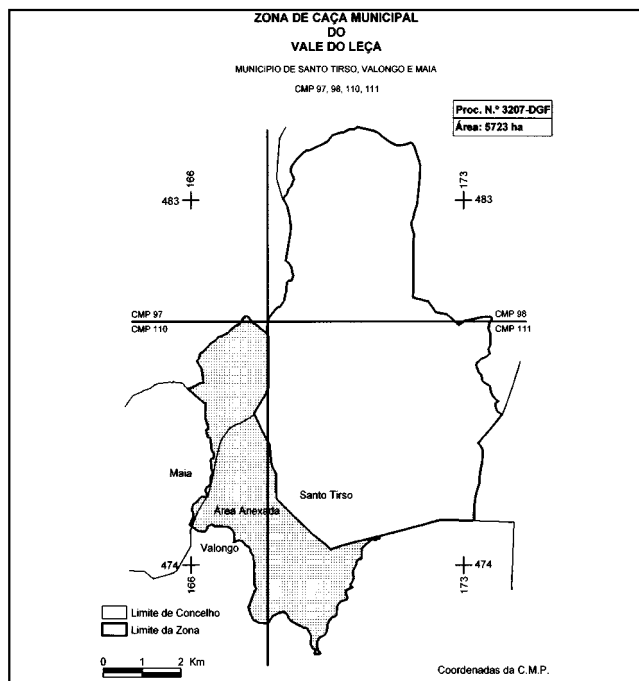 ZONA DE CAÇA MUNICIPAL
DO
VALE DO LEÇA
MUNICIPIO DE SANTO TIRSO, VALONGO E MAIA
CMP 97, 98, 110, 111
Proc. N.º 3207-DGF
Área: 5723 ha
166
173
483
483
CMP 97
CMP 98
CMP 110
CMP 111
Maia
Santo Tirso
Área Anexada
Valongo
474
474
166
173
Limite de Concelho
Limite da Zona
0 1 2 Km
Coordenadas da C.M.P.